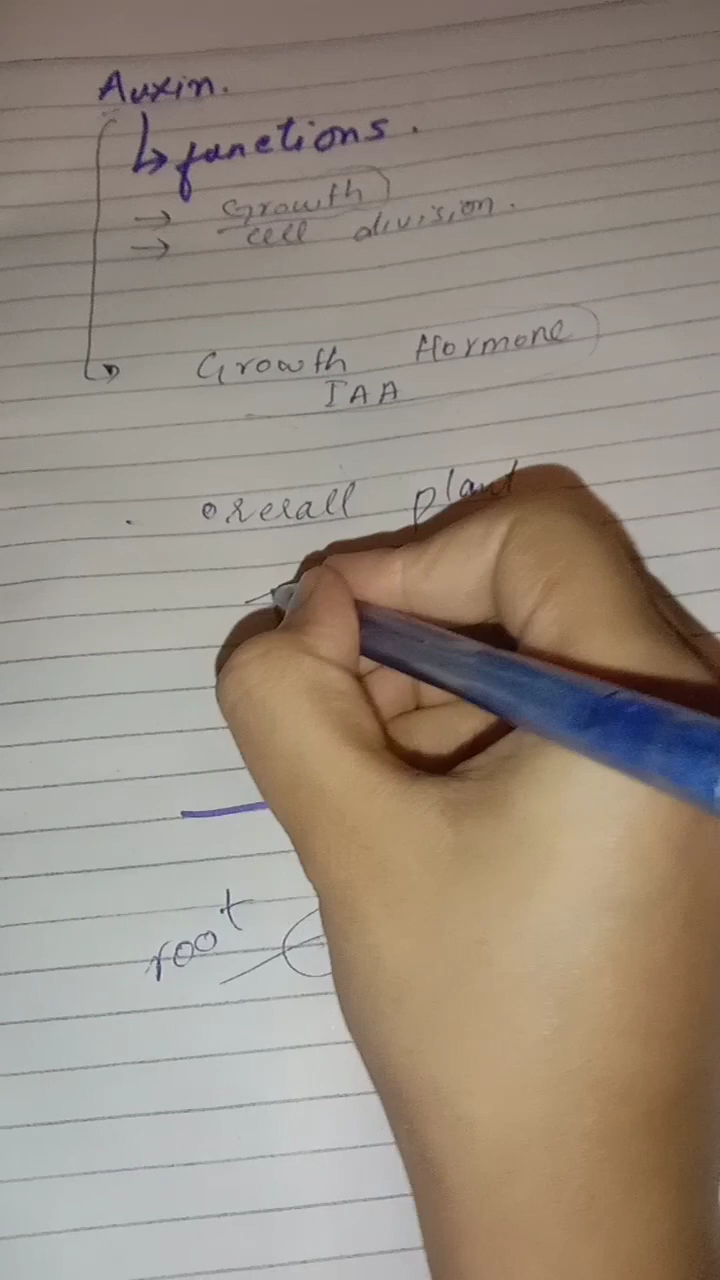 Auxin.
↳ functions.
→ Growth
→ cell division.
→ Growth Hormone
IAA
. overall plant
root